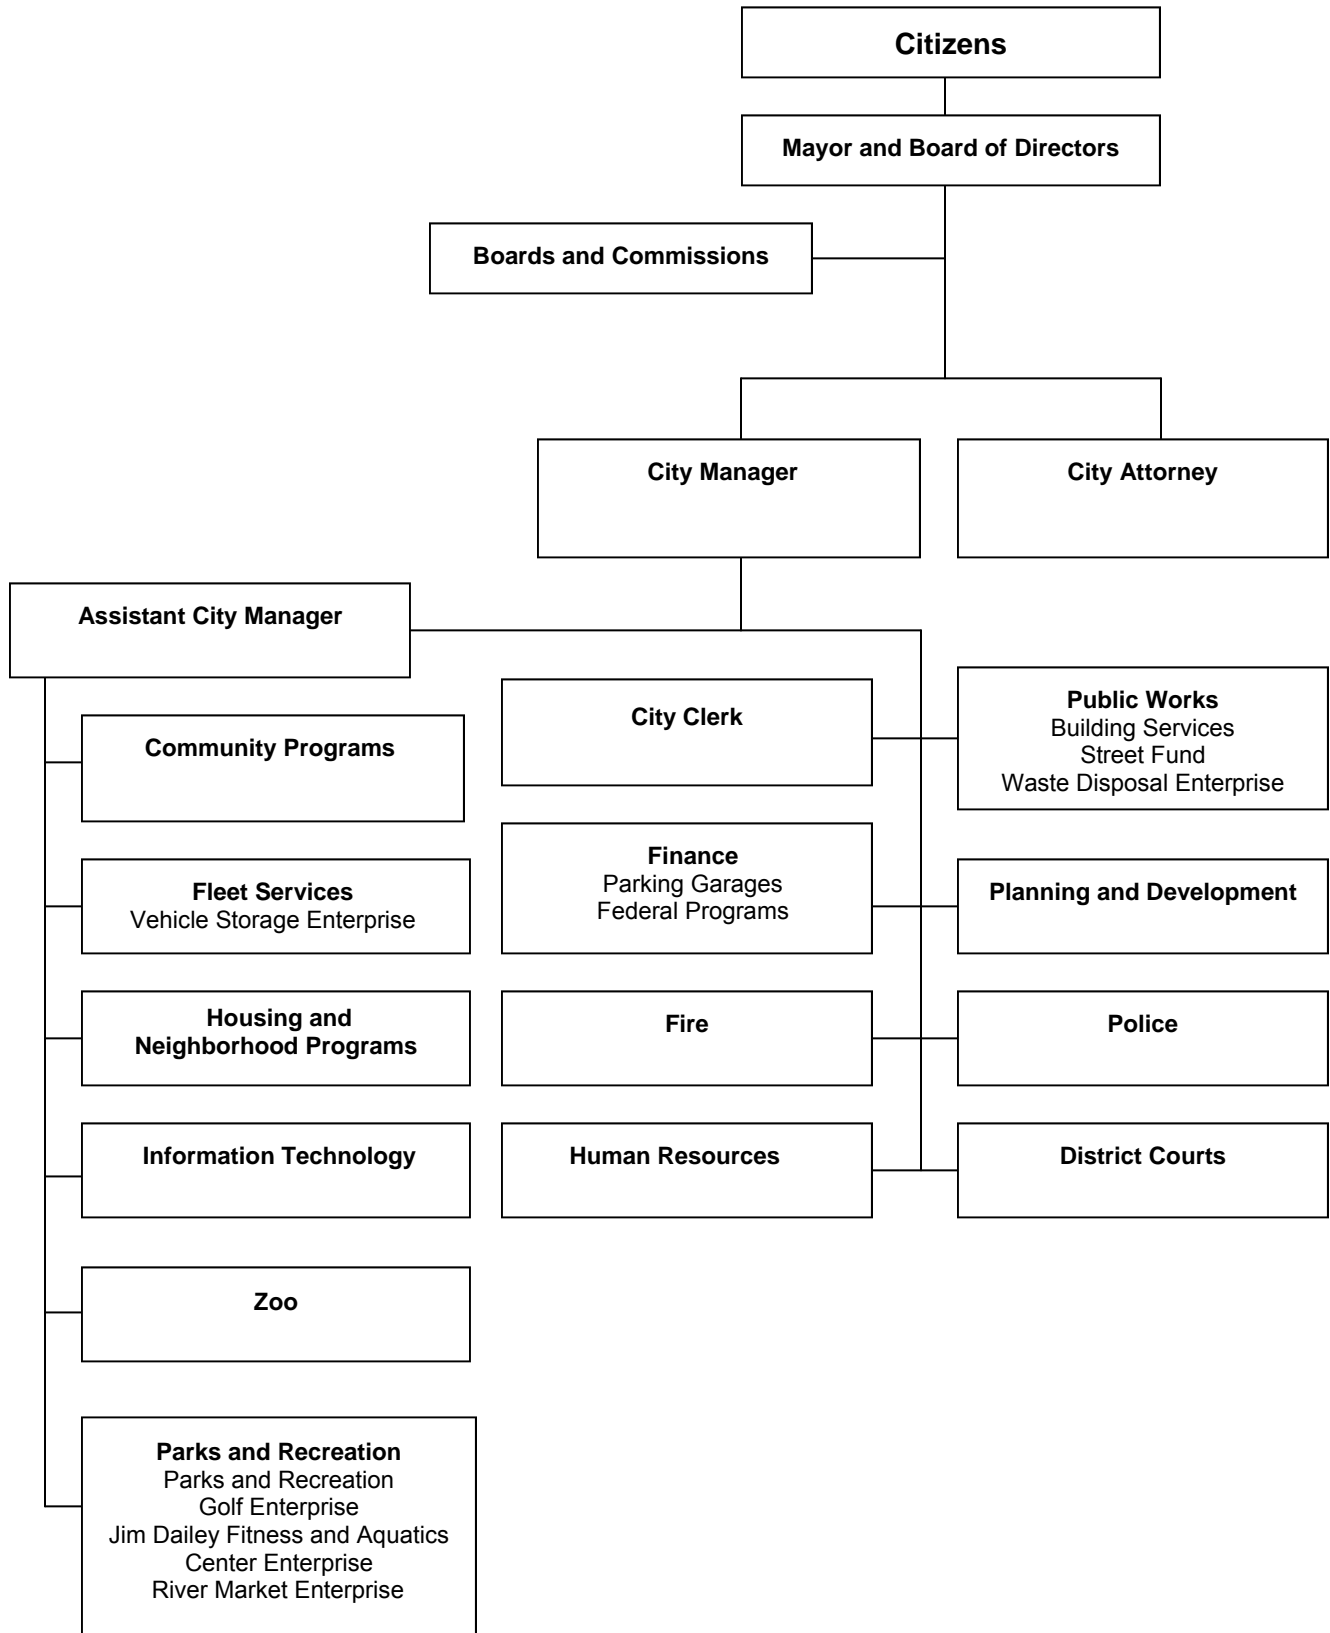 Citizens
Mayor and Board of Directors
Boards and Commissions
City Manager
City Attorney
Assistant City Manager
Community Programs
Fleet Services
Vehicle Storage Enterprise
Housing and
Neighborhood Programs
Information Technology
Zoo
Parks and Recreation
Parks and Recreation
Golf Enterprise
Jim Dailey Fitness and Aquatics
Center Enterprise
River Market Enterprise
City Clerk
Finance
Parking Garages
Federal Programs
Fire
Human Resources
Public Works
Building Services
Street Fund
Waste Disposal Enterprise
Planning and Development
Police
District Courts